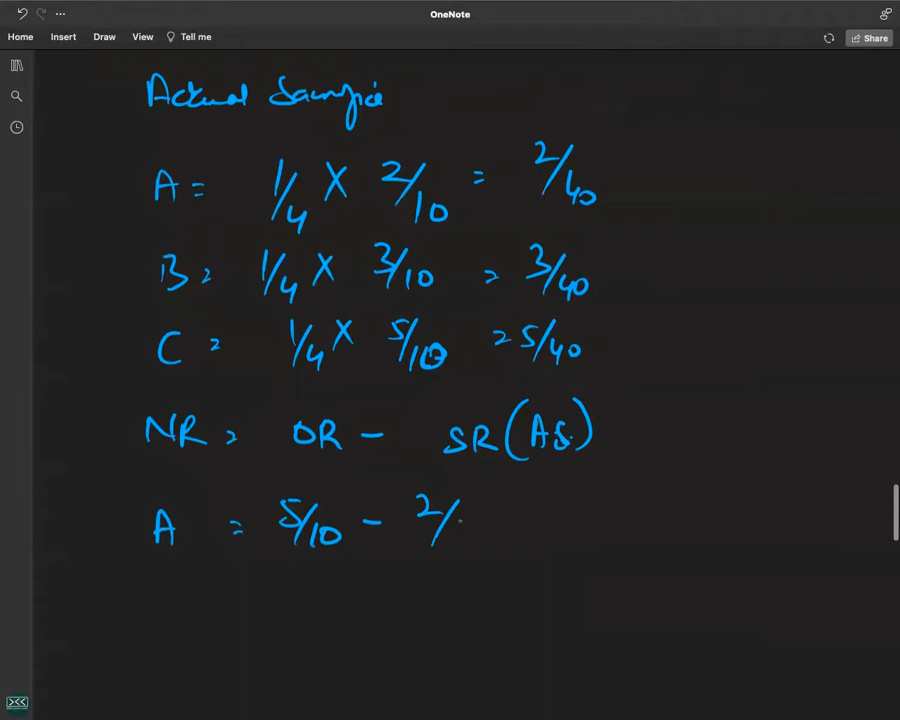 OneNote
Home Insert Draw View Tell me Share
Actual Sacrifice
A = 1/4 X 2/10 = 2/40
B = 1/4 X 3/10 = 3/40
C = 1/4 X 5/10 = 5/40
NR = OR - SR (AS.)
A = 5/10 - 2/